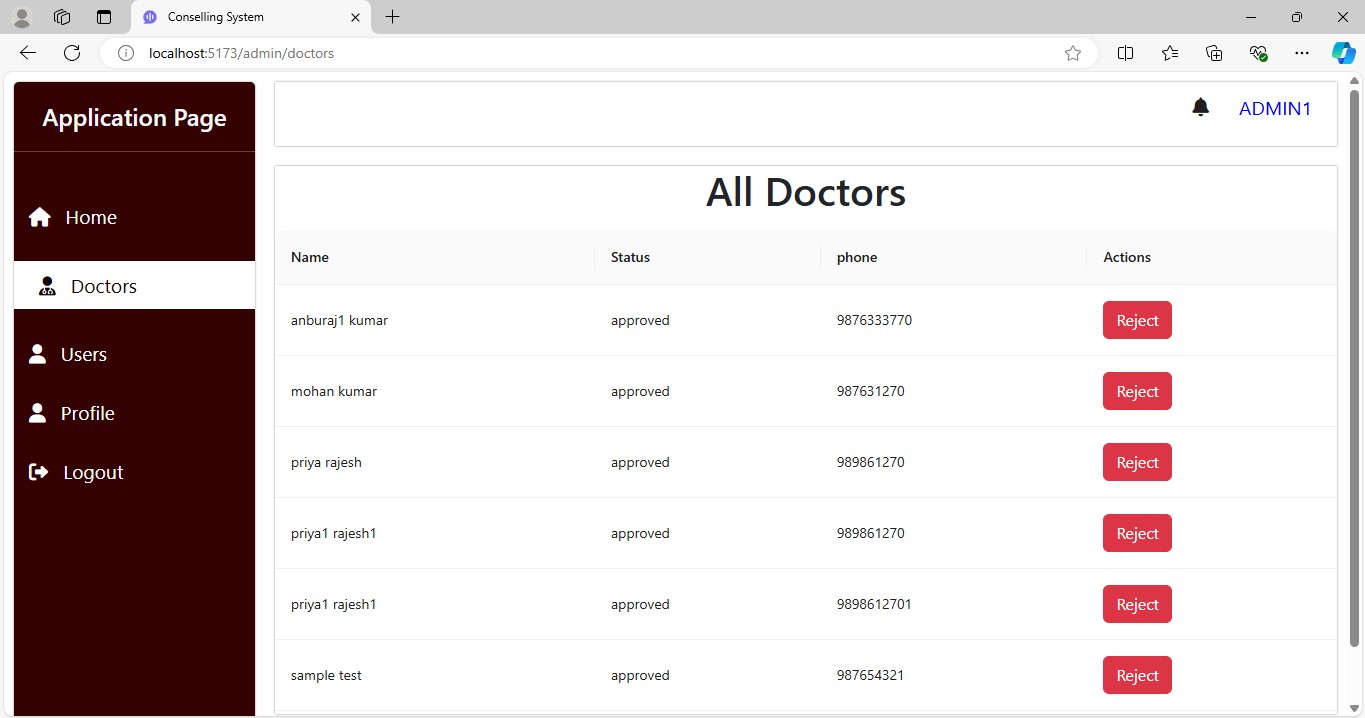 Conselling System
localhost:5173/admin/doctors
Application Page
ADMIN1
All Doctors
Home
Name Status phone Actions
Doctors
anburaj1 kumar approved 9876333770 Reject
Users
mohan kumar approved 987631270 Reject
Profile
priya rajesh approved 989861270 Reject
Logout
priya1 rajesh1 approved 989861270 Reject
priya1 rajesh1 approved 9898612701 Reject
sample test approved 987654321 Reject